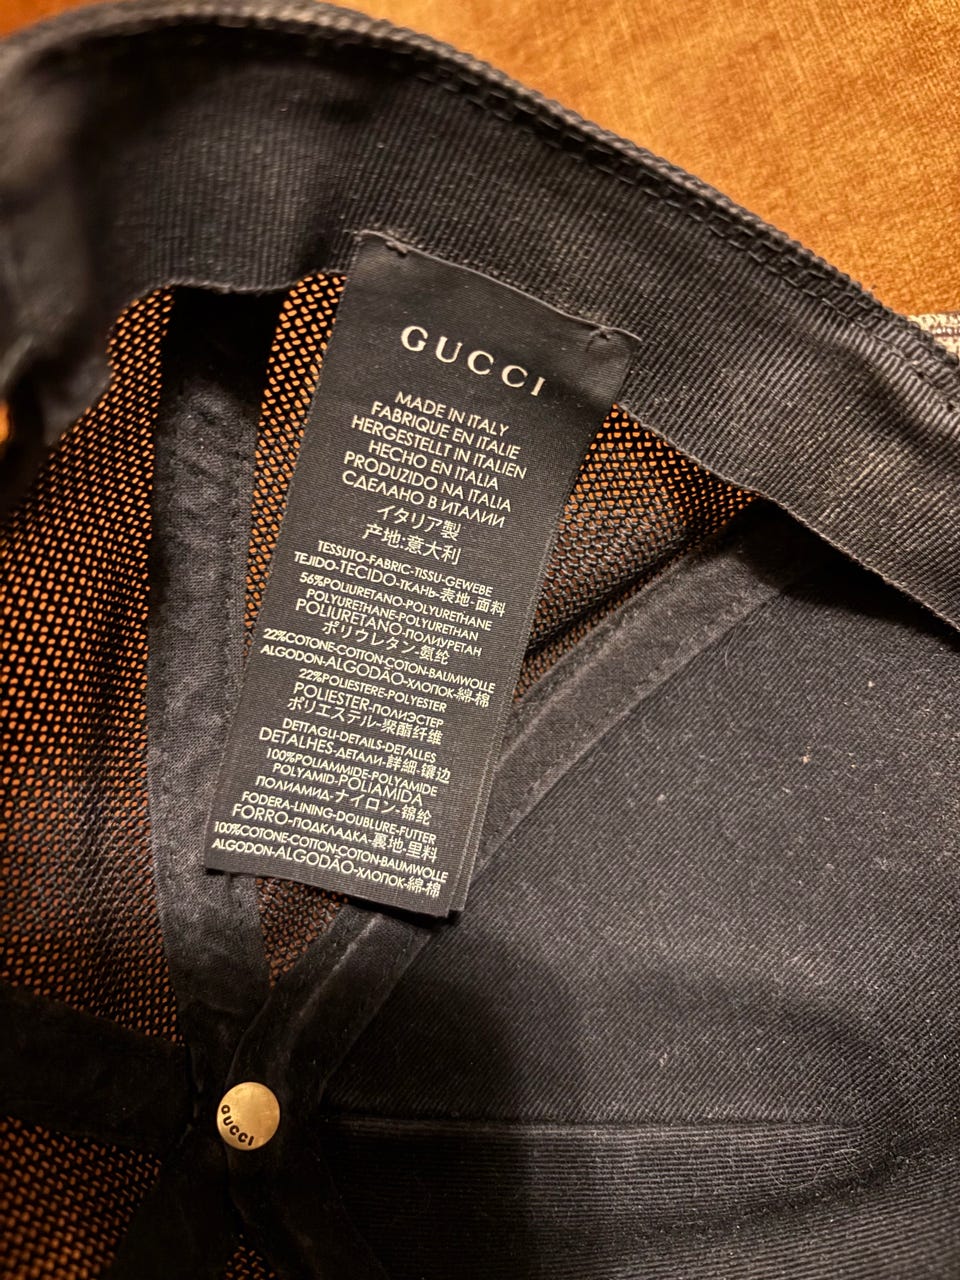 GUCCI
MADE IN ITALY
FABRIQUE EN ITALIE
HERGESTELLT IN ITALIEN
HECHO EN ITALIA
PRODUZIDO NA ITALIA
СДЕЛАНО В ИТАЛИИ
イタリア製
产地:意大利
TESSUTO-FABRIC-TISSU-GEWEBE
TEJIDO-TECIDO-ТКАНЬ-表地-面料
56%POLIURETANO-POLYURETHANE
POLYURETHANE-POLYURETHAN
POLIURETANO-ПОЛИУРЕТАН
ポリウレタン-氨纶
22%COTONE-COTTON-COTON-BAUMWOLLE
ALGODON-ALGODÃO-ХЛОПОК-綿-棉
22%POLIESTERE-POLYESTER
POLIESTER-ПОЛИЭСТЕР
ポリエステル-聚酯纤维
DETTAGLI-DETAILS-DETALLES
DETALHES-ДЕТАЛИ-詳細-镶边
100%POLIAMMIDE-POLYAMIDE
POLYAMID-POLIAMIDA
ПОЛИАМИД-ナイロン-锦纶
FODERA-LINING-DOUBLURE-FUTTER
FORRO-ПОДКЛАДКА-裏地-里料
100%COTONE-COTTON-COTON-BAUMWOLLE
ALGODON-ALGODÃO-ХЛОПОК-綿-棉
GUCCI